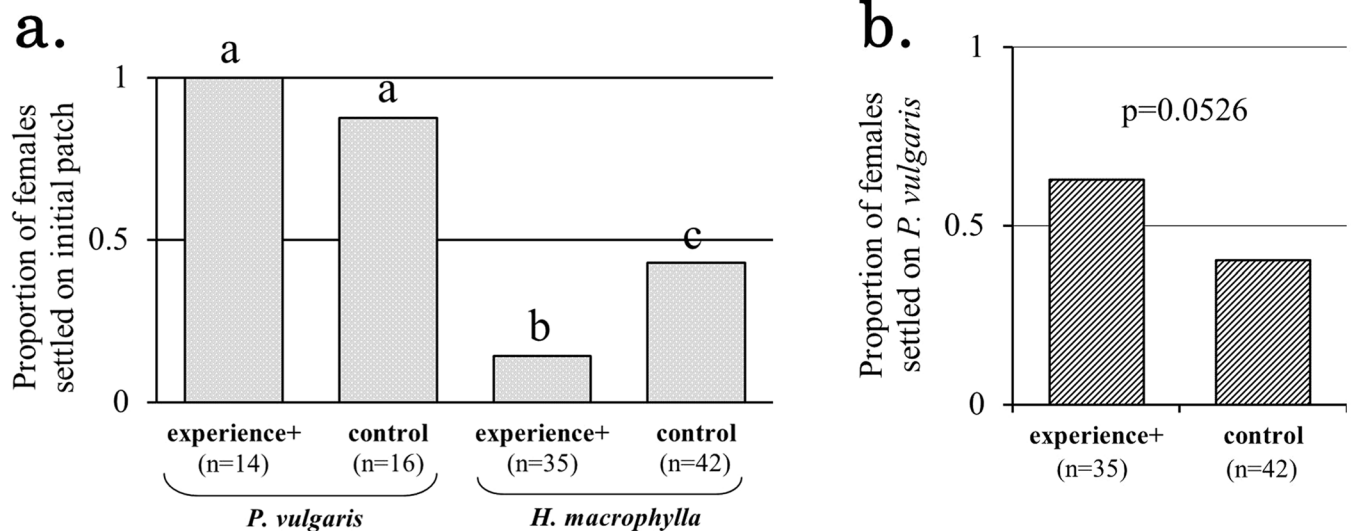 a.
Proportion of females
settled on initial patch
1
0.5
0
a
a
b
c
experience+
(n=14)
control
(n=16)
experience+
(n=35)
control
(n=42)
P. vulgaris
H. macrophylla
b.
Proportion of females
settled on P. vulgaris
1
0.5
0
p=0.0526
experience+
(n=35)
control
(n=42)